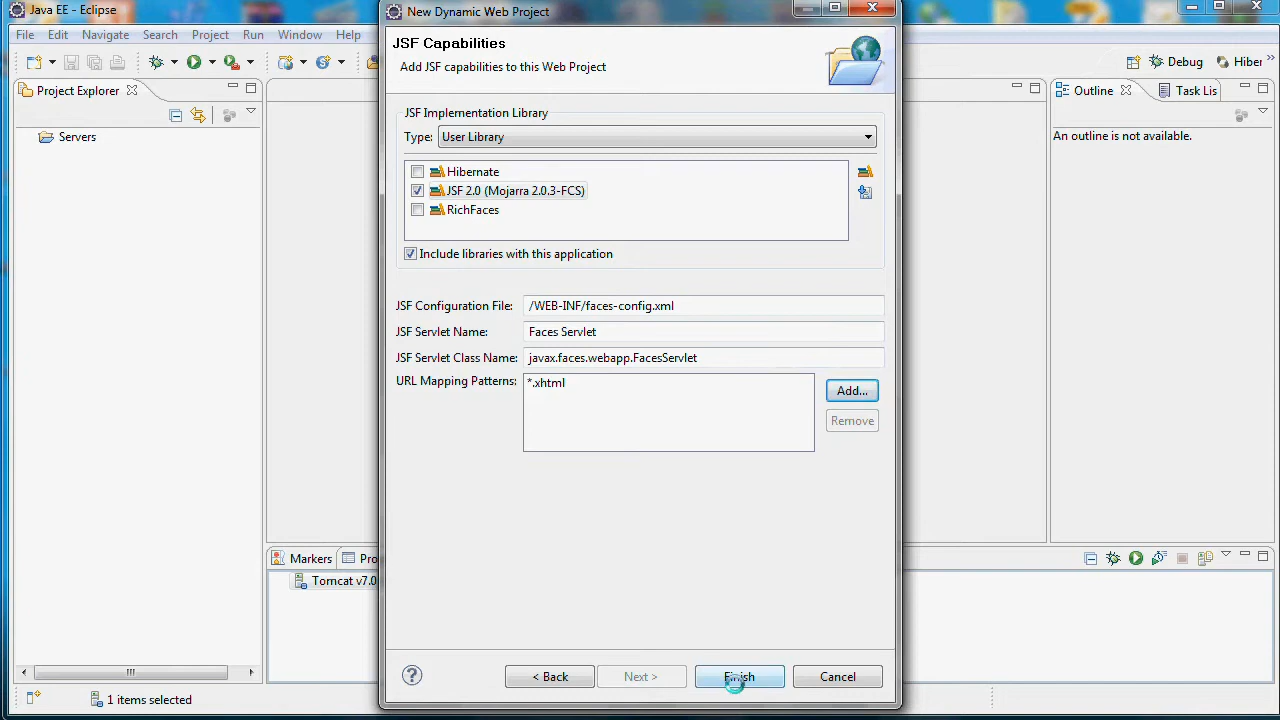 Java EE - Eclipse
File Edit Navigate Search Project Run Window Help
Debug
Hiber
Project Explorer
Servers
New Dynamic Web Project
JSF Capabilities
Add JSF capabilities to this Web Project
JSF Implementation Library
Type: User Library
Hibernate
JSF 2.0 (Mojarra 2.0.3-FCS)
RichFaces
Include libraries with this application
JSF Configuration File: /WEB-INF/faces-config.xml
JSF Servlet Name: Faces Servlet
JSF Servlet Class Name: javax.faces.webapp.FacesServlet
URL Mapping Patterns: *.xhtml
Add...
Remove
< Back Next > Finish Cancel
Outline
Task Lis
An outline is not available.
Markers
Pro
Tomcat v7.0
1 items selected